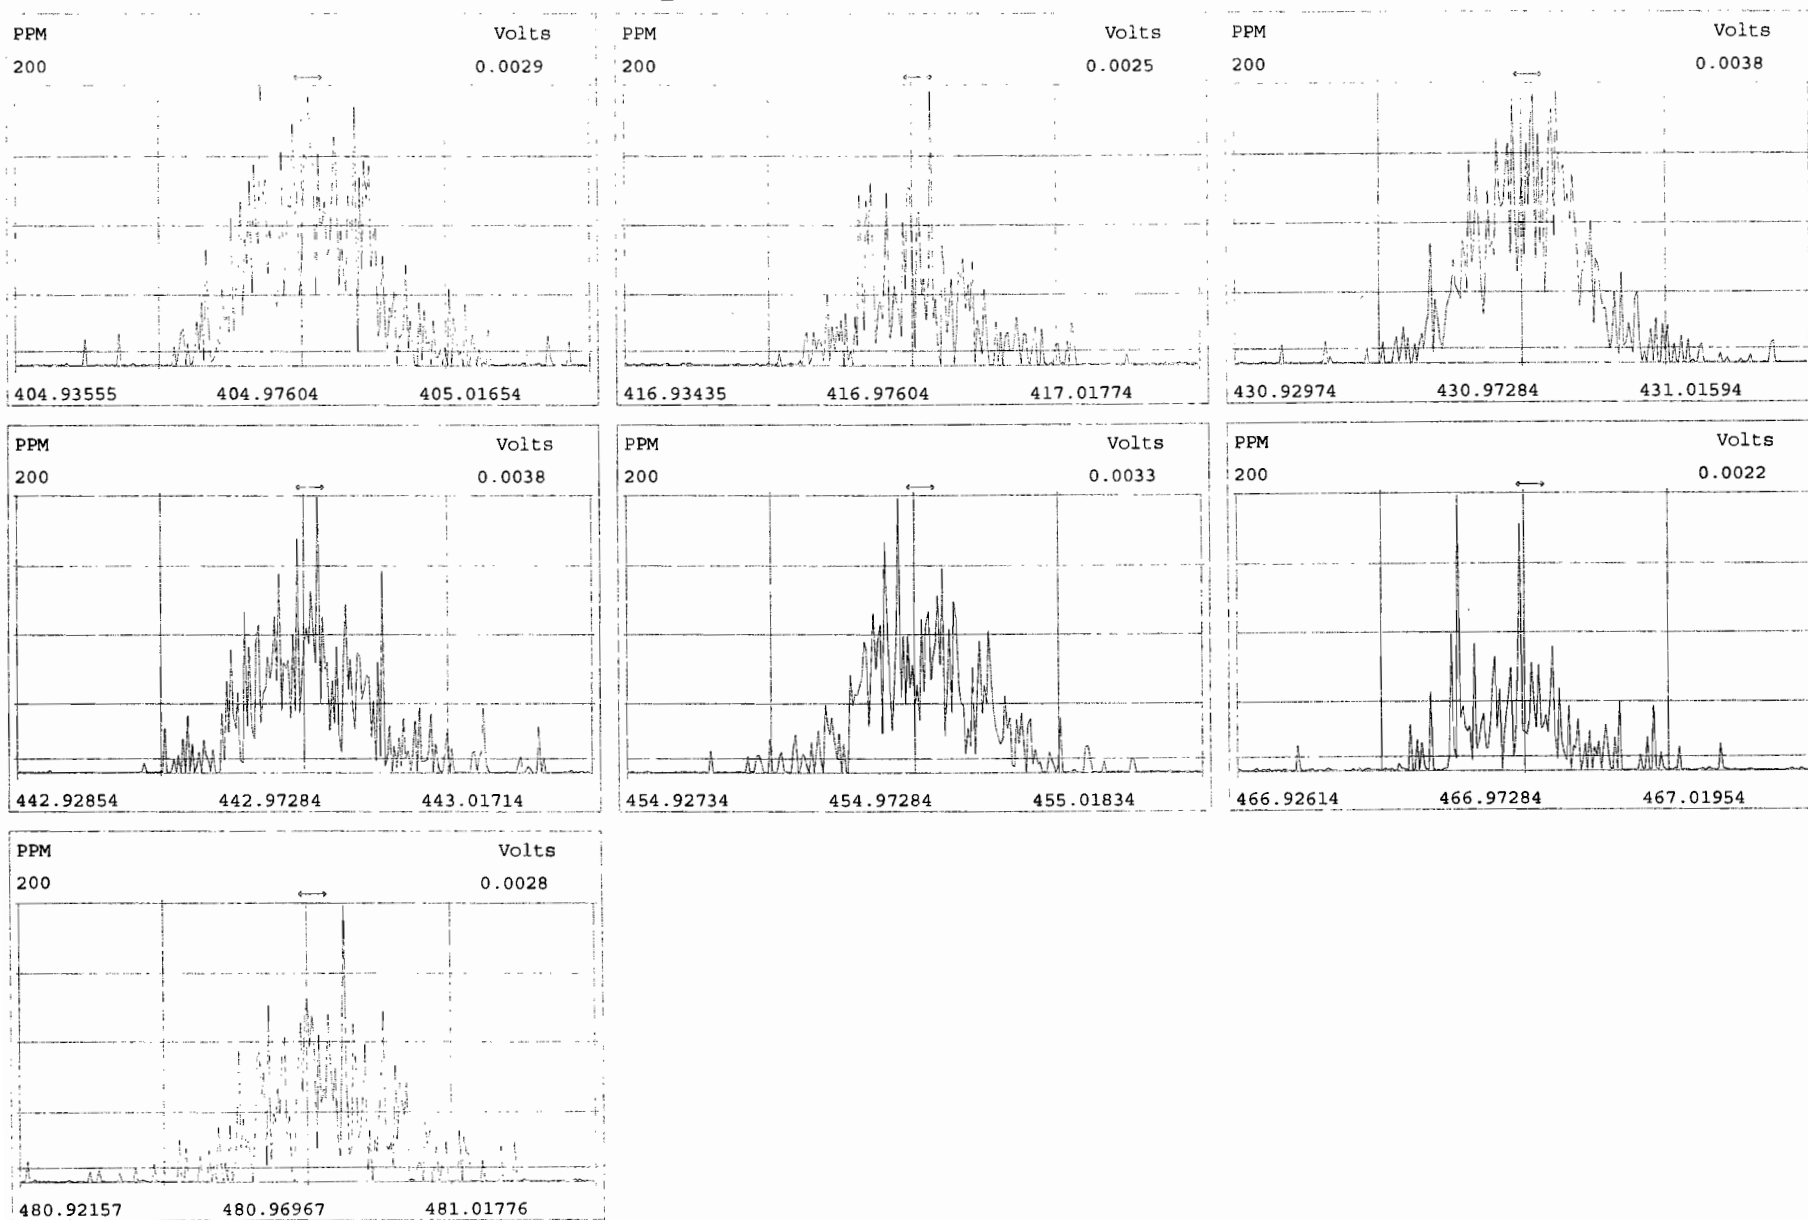 PPM Volts
200 0.0029
404.93555 404.97604 405.01654
PPM Volts
200 0.0025
416.93435 416.97604 417.01774
PPM Volts
200 0.0038
430.92974 430.97284 431.01594
PPM Volts
200 0.0038
442.92854 442.97284 443.01714
PPM Volts
200 0.0033
454.92734 454.97284 455.01834
PPM Volts
200 0.0022
466.92614 466.97284 467.01954
PPM Volts
200 0.0028
480.92157 480.96967 481.01776